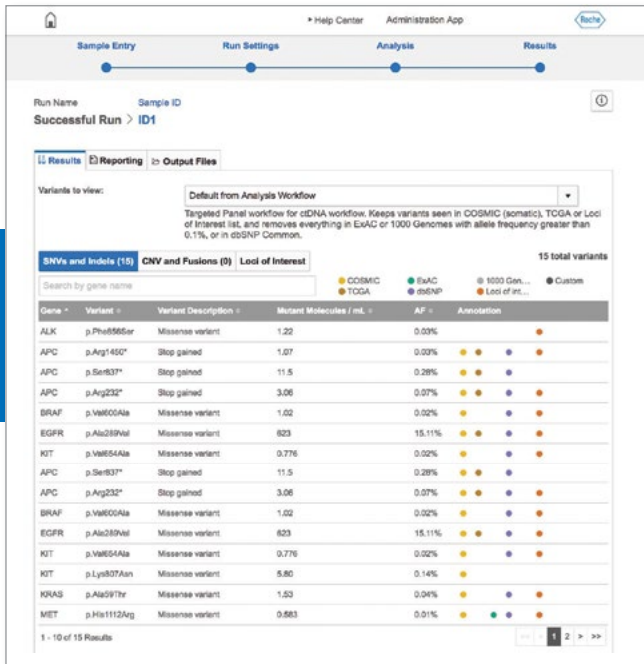 Help Center Administration App Roche
Sample Entry Run Settings Analysis Results
Run Name Sample ID
Successful Run > ID1
Results Reporting Output Files
Variants to view: Default from Analysis Workflow
Targeted Panel workflow for ctDNA workflow. Keeps variants seen in COSMIC (somatic), TCGA or Loci
of Interest list, and removes everything in ExAC or 1000 Genomes with allele frequency greater than
0.1%, or in dbSNP Common.
SNVs and Indels (15) CNV and Fusions (0) Loci of Interest 15 total variants
Search by gene name COSMIC ExAC 1000 Gen... Custom
TCGA dbSNP Loci of int...
Gene Variant Variant Description Mutant Molecules / mL AF Annotation
ALK p.Phe856Ser Missense variant 1.22 0.03%
APC p.Arg1450* Stop gained 1.07 0.03%
APC p.Ser837* Stop gained 11.5 0.28%
APC p.Arg232* Stop gained 3.06 0.07%
BRAF p.Val600Ala Missense variant 1.02 0.02%
EGFR p.Ala289Val Missense variant 623 15.11%
KIT p.Val654Ala Missense variant 0.776 0.02%
APC p.Ser837* Stop gained 11.5 0.28%
APC p.Arg232* Stop gained 3.06 0.07%
BRAF p.Val600Ala Missense variant 1.02 0.02%
EGFR p.Ala289Val Missense variant 623 15.11%
KIT p.Val654Ala Missense variant 0.776 0.02%
KIT p.Lys807Asn Missense variant 5.80 0.14%
KRAS p.Ala59Thr Missense variant 1.53 0.04%
MET p.His1112Arg Missense variant 0.583 0.01%
1 - 10 of 15 Results << < 1 2 > >>